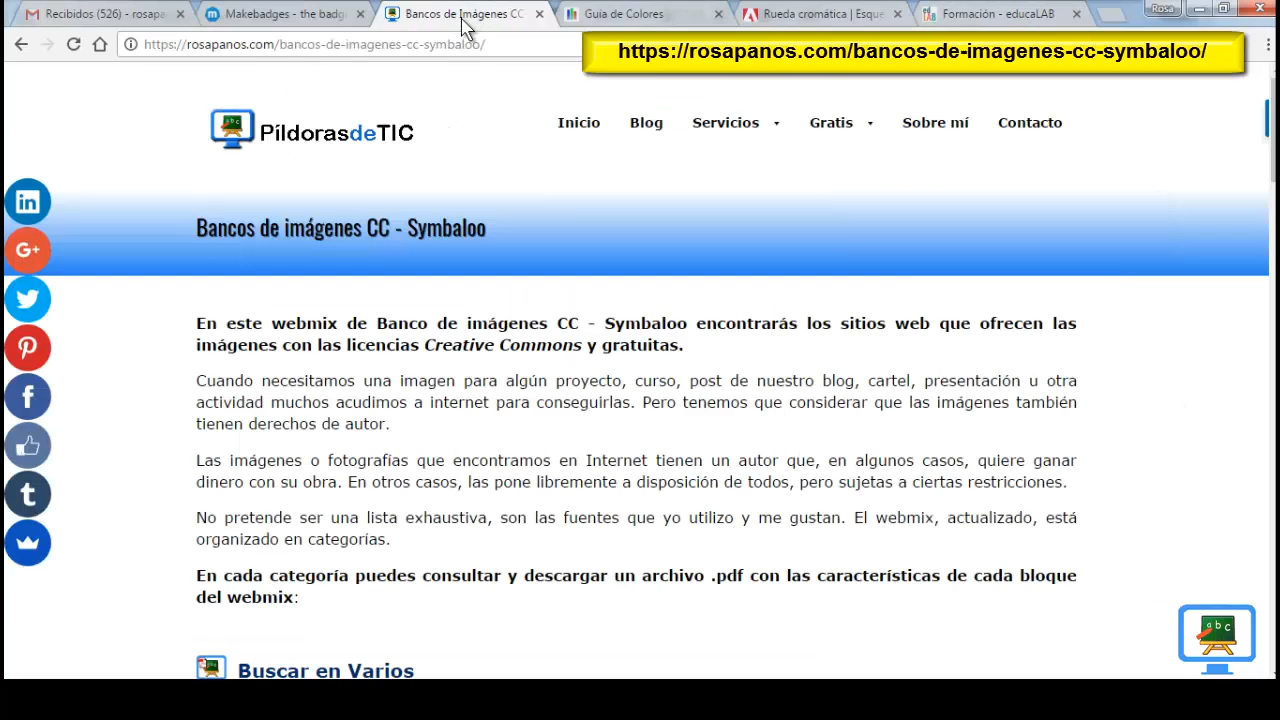 Recibidos (526) - rosapa
Makebadges - the badg
Bancos de Imágenes CC
Guía de Colores
Rueda cromática | Esque
Formación - educaLAB
Rosa
https://rosapanos.com/bancos-de-imagenes-cc-symbaloo/
https://rosapanos.com/bancos-de-imagenes-cc-symbaloo/
PíldorasdeTIC
Inicio Blog Servicios Gratis Sobre mí Contacto
Bancos de imágenes CC - Symbaloo
En este webmix de Banco de imágenes CC - Symbaloo encontrarás los sitios web que ofrecen las
imágenes con las licencias Creative Commons y gratuitas.
Cuando necesitamos una imagen para algún proyecto, curso, post de nuestro blog, cartel, presentación u otra
actividad muchos acudimos a internet para conseguirlas. Pero tenemos que considerar que las imágenes también
tienen derechos de autor.
Las imágenes o fotografías que encontramos en Internet tienen un autor que, en algunos casos, quiere ganar
dinero con su obra. En otros casos, las pone libremente a disposición de todos, pero sujetas a ciertas restricciones.
No pretende ser una lista exhaustiva, son las fuentes que yo utilizo y me gustan. El webmix, actualizado, está
organizado en categorías.
En cada categoría puedes consultar y descargar un archivo .pdf con las características de cada bloque
del webmix:
Buscar en Varios
abc